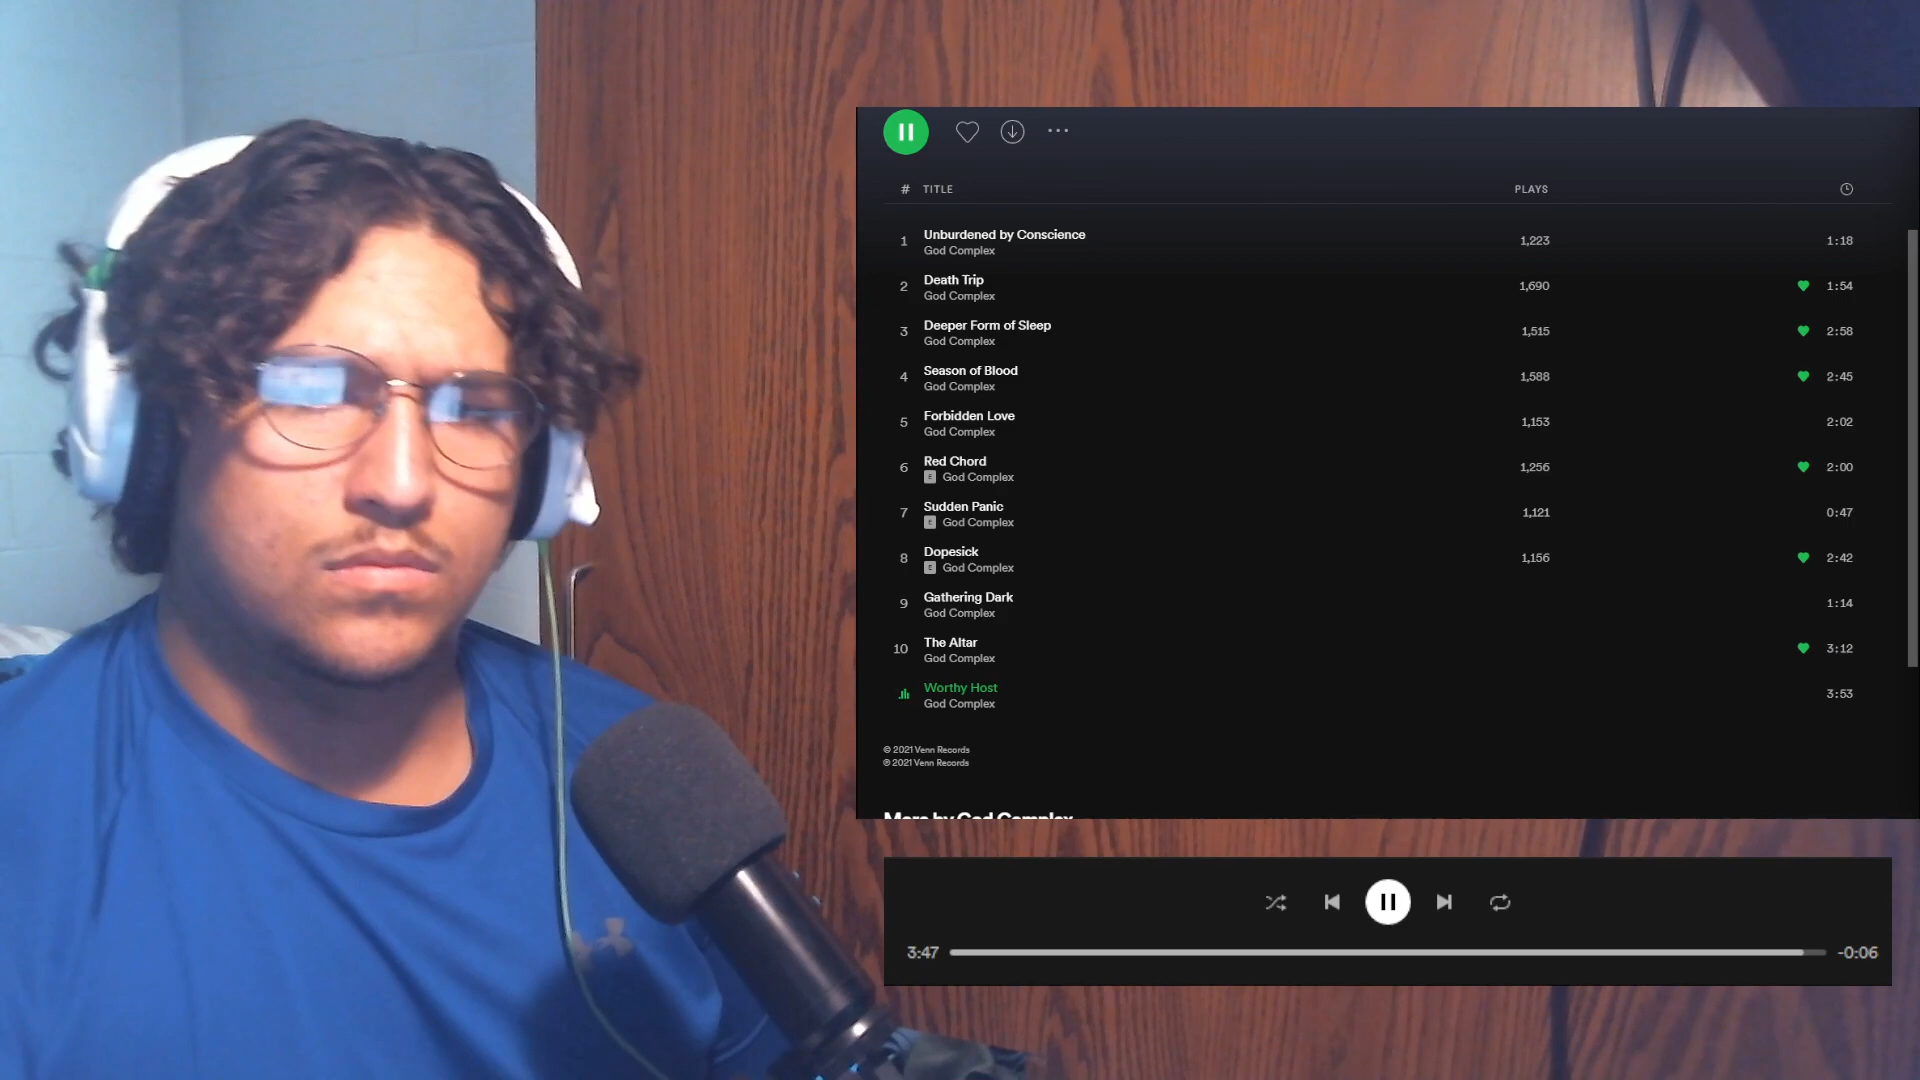 # TITLE PLAYS
1 Unburdened by Conscience 1,223 1:18
God Complex
2 Death Trip 1,690 1:54
God Complex
3 Deeper Form of Sleep 1,515 2:58
God Complex
4 Season of Blood 1,588 2:45
God Complex
5 Forbidden Love 1,153 2:02
God Complex
6 Red Chord 1,256 2:00
E God Complex
7 Sudden Panic 1,121 0:47
E God Complex
8 Dopesick 1,156 2:42
E God Complex
9 Gathering Dark 1:14
God Complex
10 The Altar 3:12
God Complex
Worthy Host 3:53
God Complex
© 2021 Venn Records
℗ 2021 Venn Records
More by God Complex
3:47 -0:06